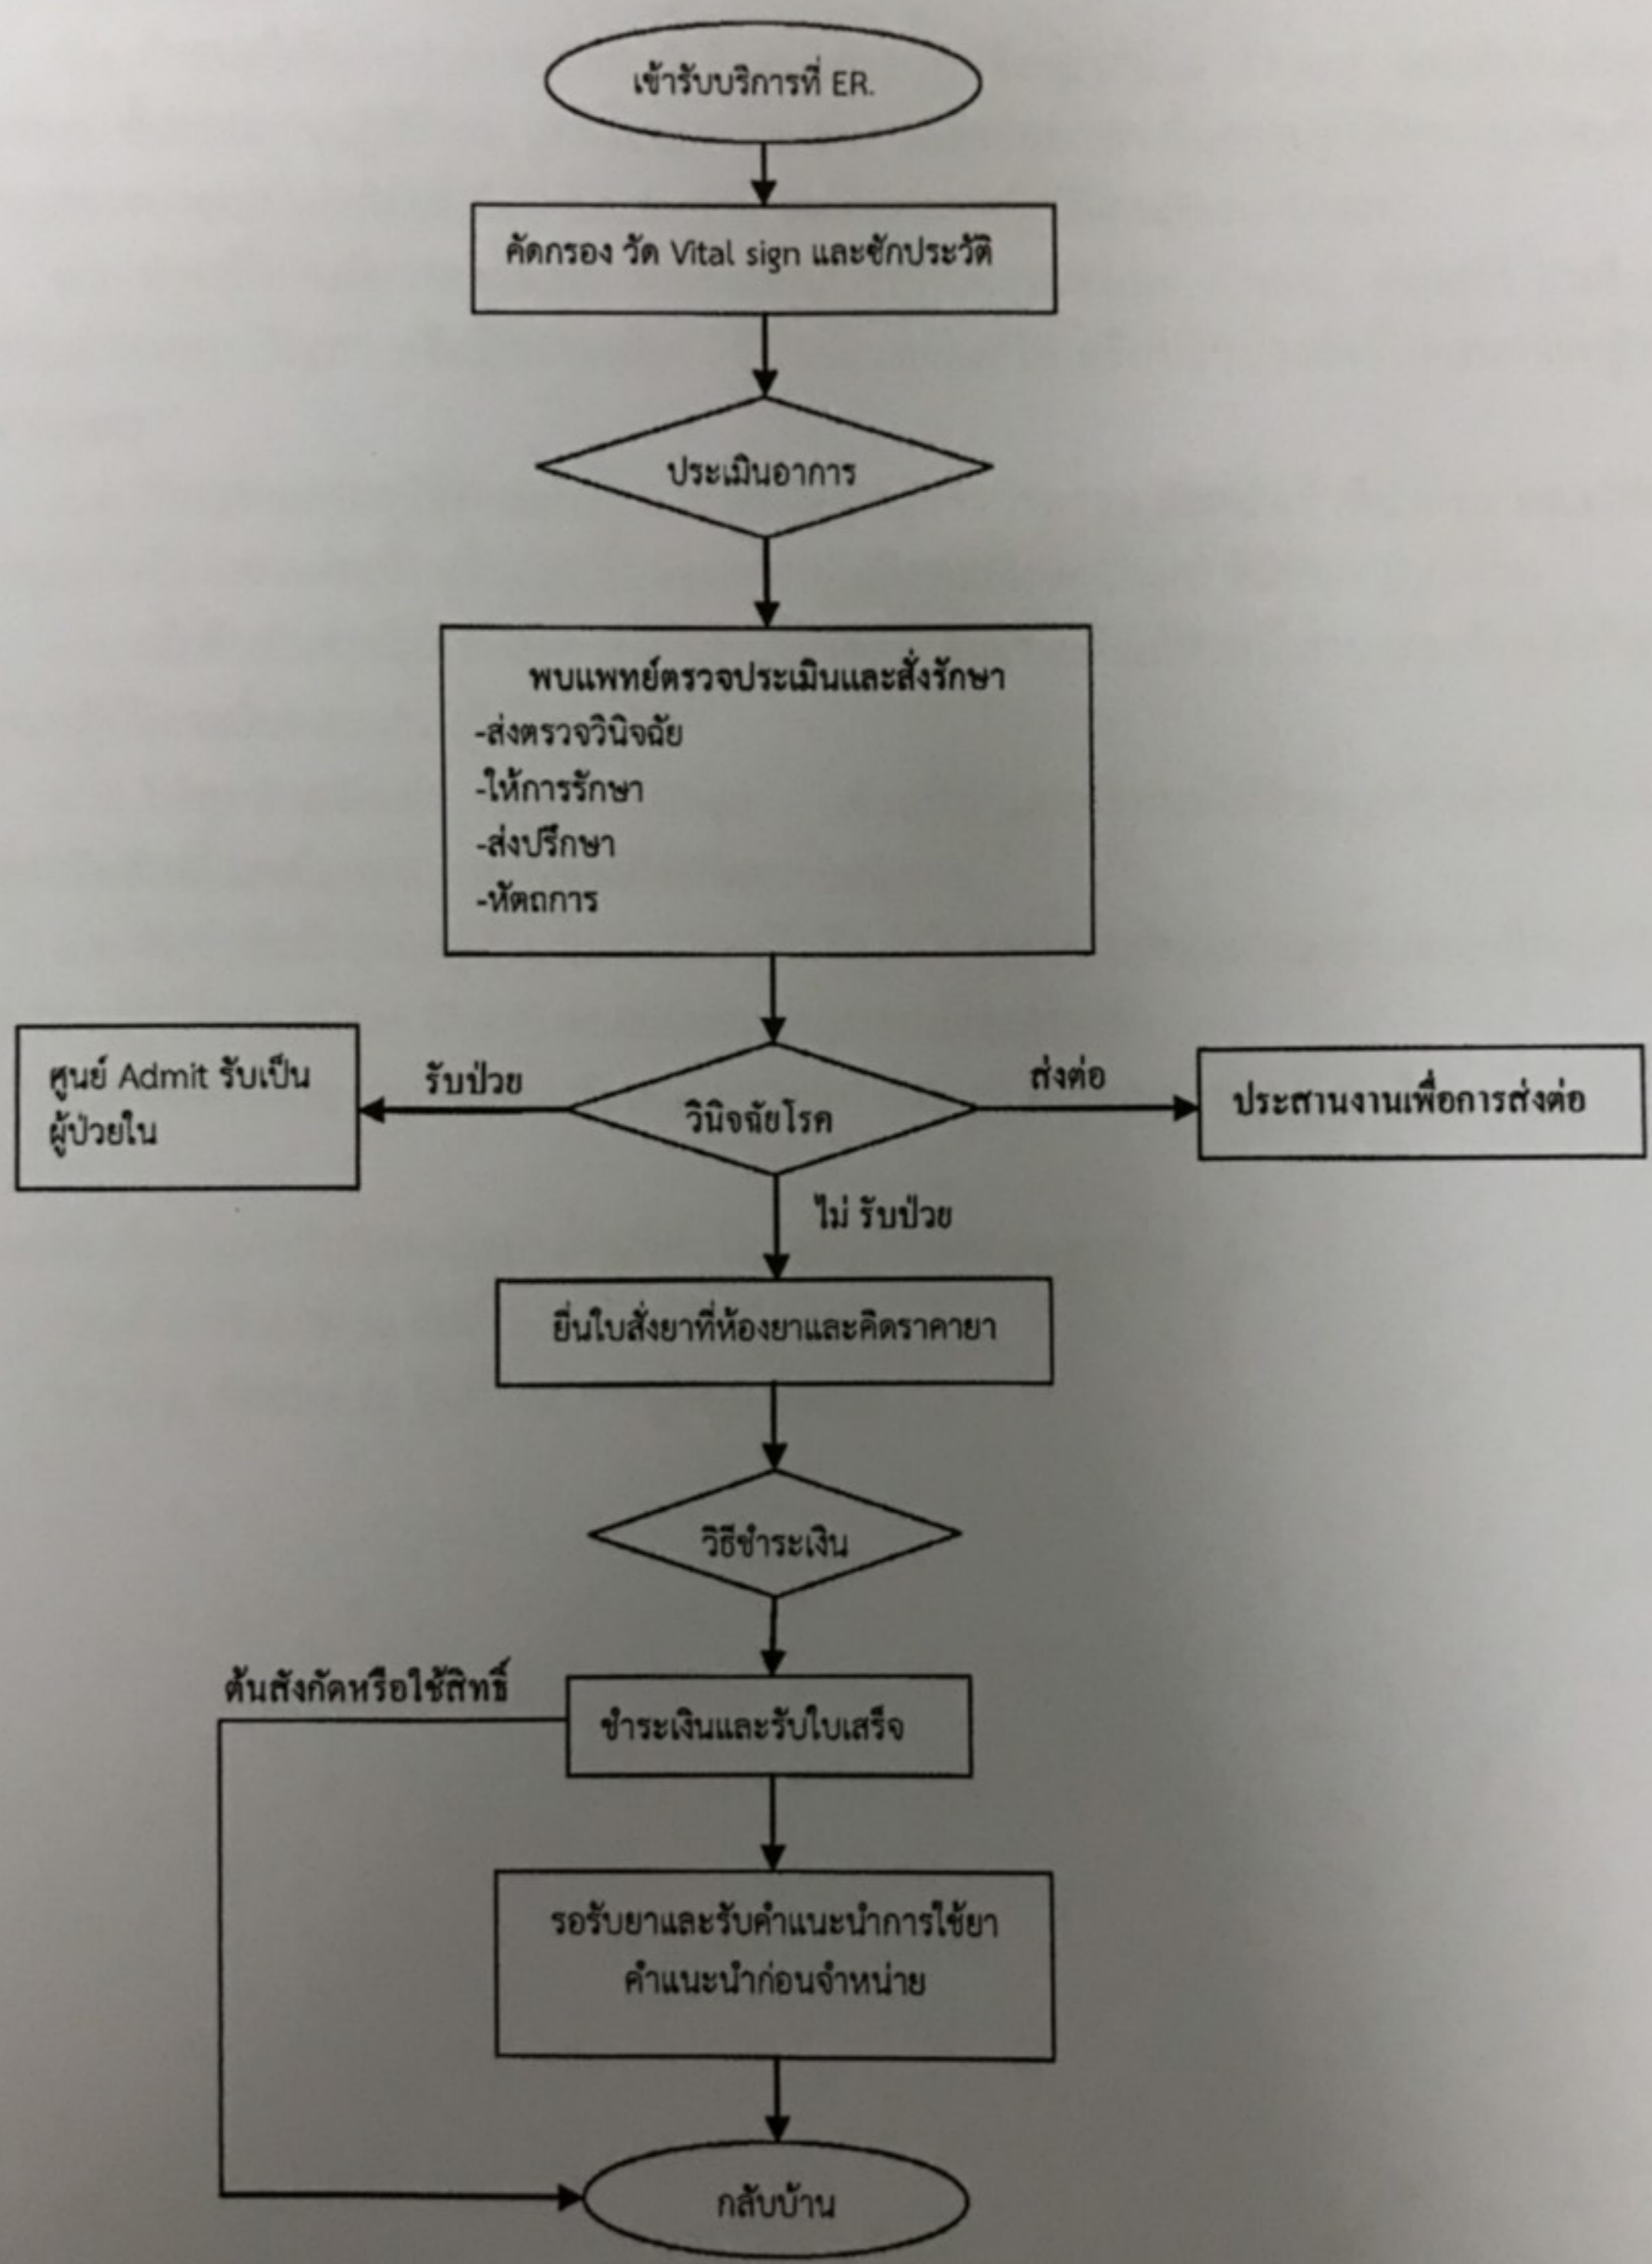 เข้ารับบริการที่ ER.
คัดกรอง วัด Vital sign และซักประวัติ
ประเมินอาการ
พบแพทย์ตรวจประเมินและสั่งรักษา
-ส่งตรวจวินิจฉัย
-ให้การรักษา
-ส่งปรึกษา
-หัตถการ
ศูนย์ Admit รับเป็น
ผู้ป่วยใน
รับป่วย
วินิจฉัยโรค
ส่งต่อ
ประสานงานเพื่อการส่งต่อ
ไม่ รับป่วย
ยื่นใบสั่งยาที่ห้องยาและคิดราคายา
วิธีชำระเงิน
ต้นสังกัดหรือใช้สิทธิ์
ชำระเงินและรับใบเสร็จ
รอรับยาและรับคำแนะนำการใช้ยา
คำแนะนำก่อนจำหน่าย
กลับบ้าน